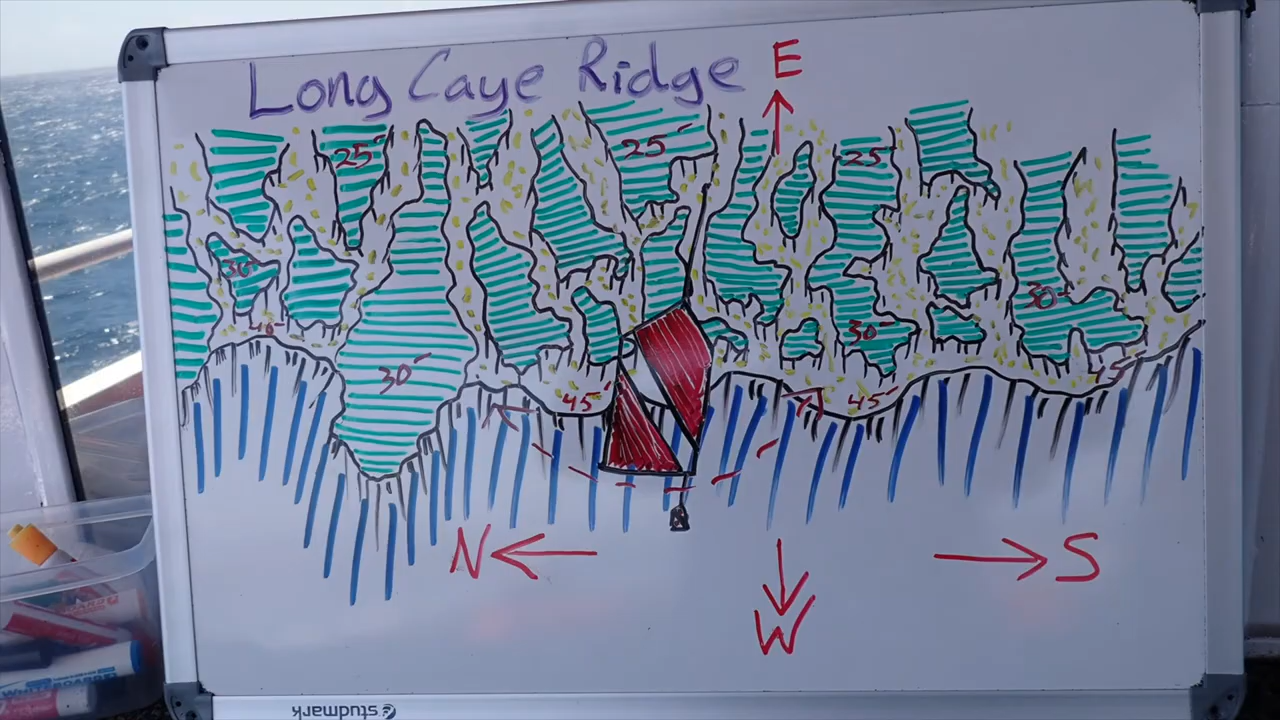 Long Caye Ridge
E
25'
25'
25'
30'
30'
30'
30'
40'
45'
45'
45'
N
S
W
studmark